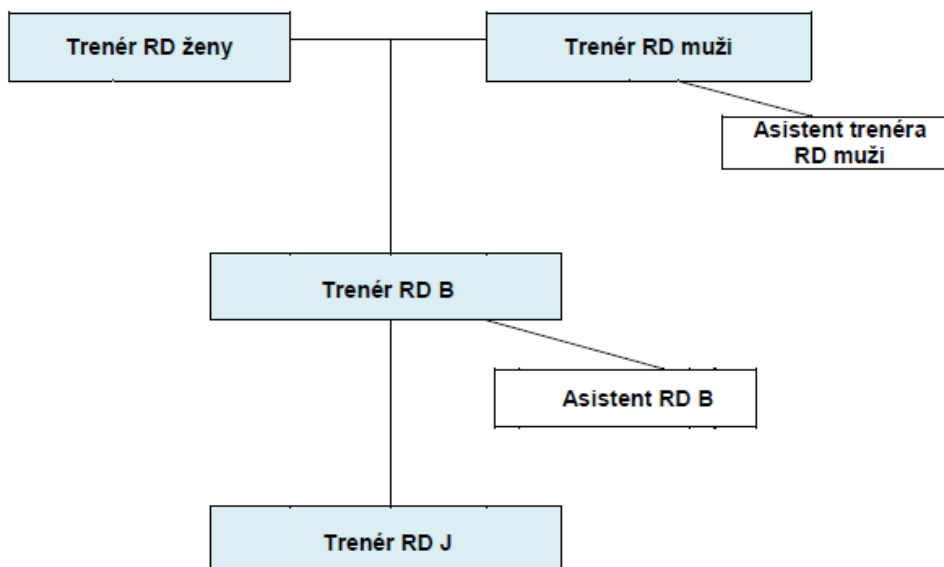 Trenér RD ženy
Trenér RD muži
Asistent trenéra
RD muži
Trenér RD B
Asistent RD B
Trenér RD J